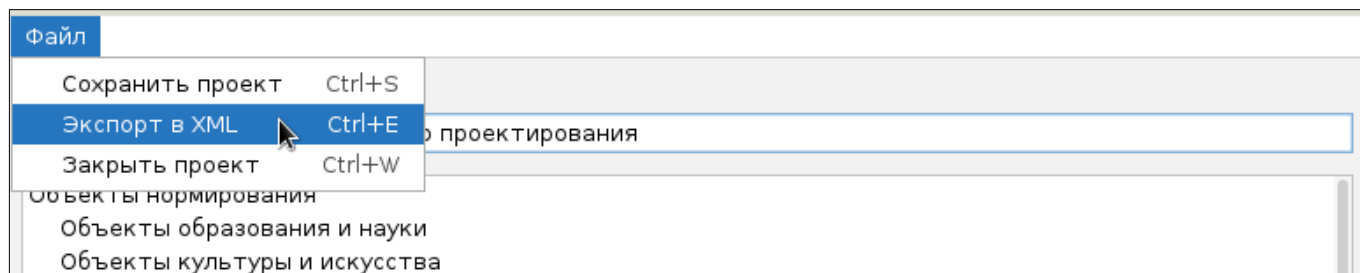 Файл
Сохранить проект Ctrl+S
Экспорт в XML Ctrl+E
проектирования
Закрыть проект Ctrl+W
Объекты нормирования
Объекты образования и науки
Объекты культуры и искусства